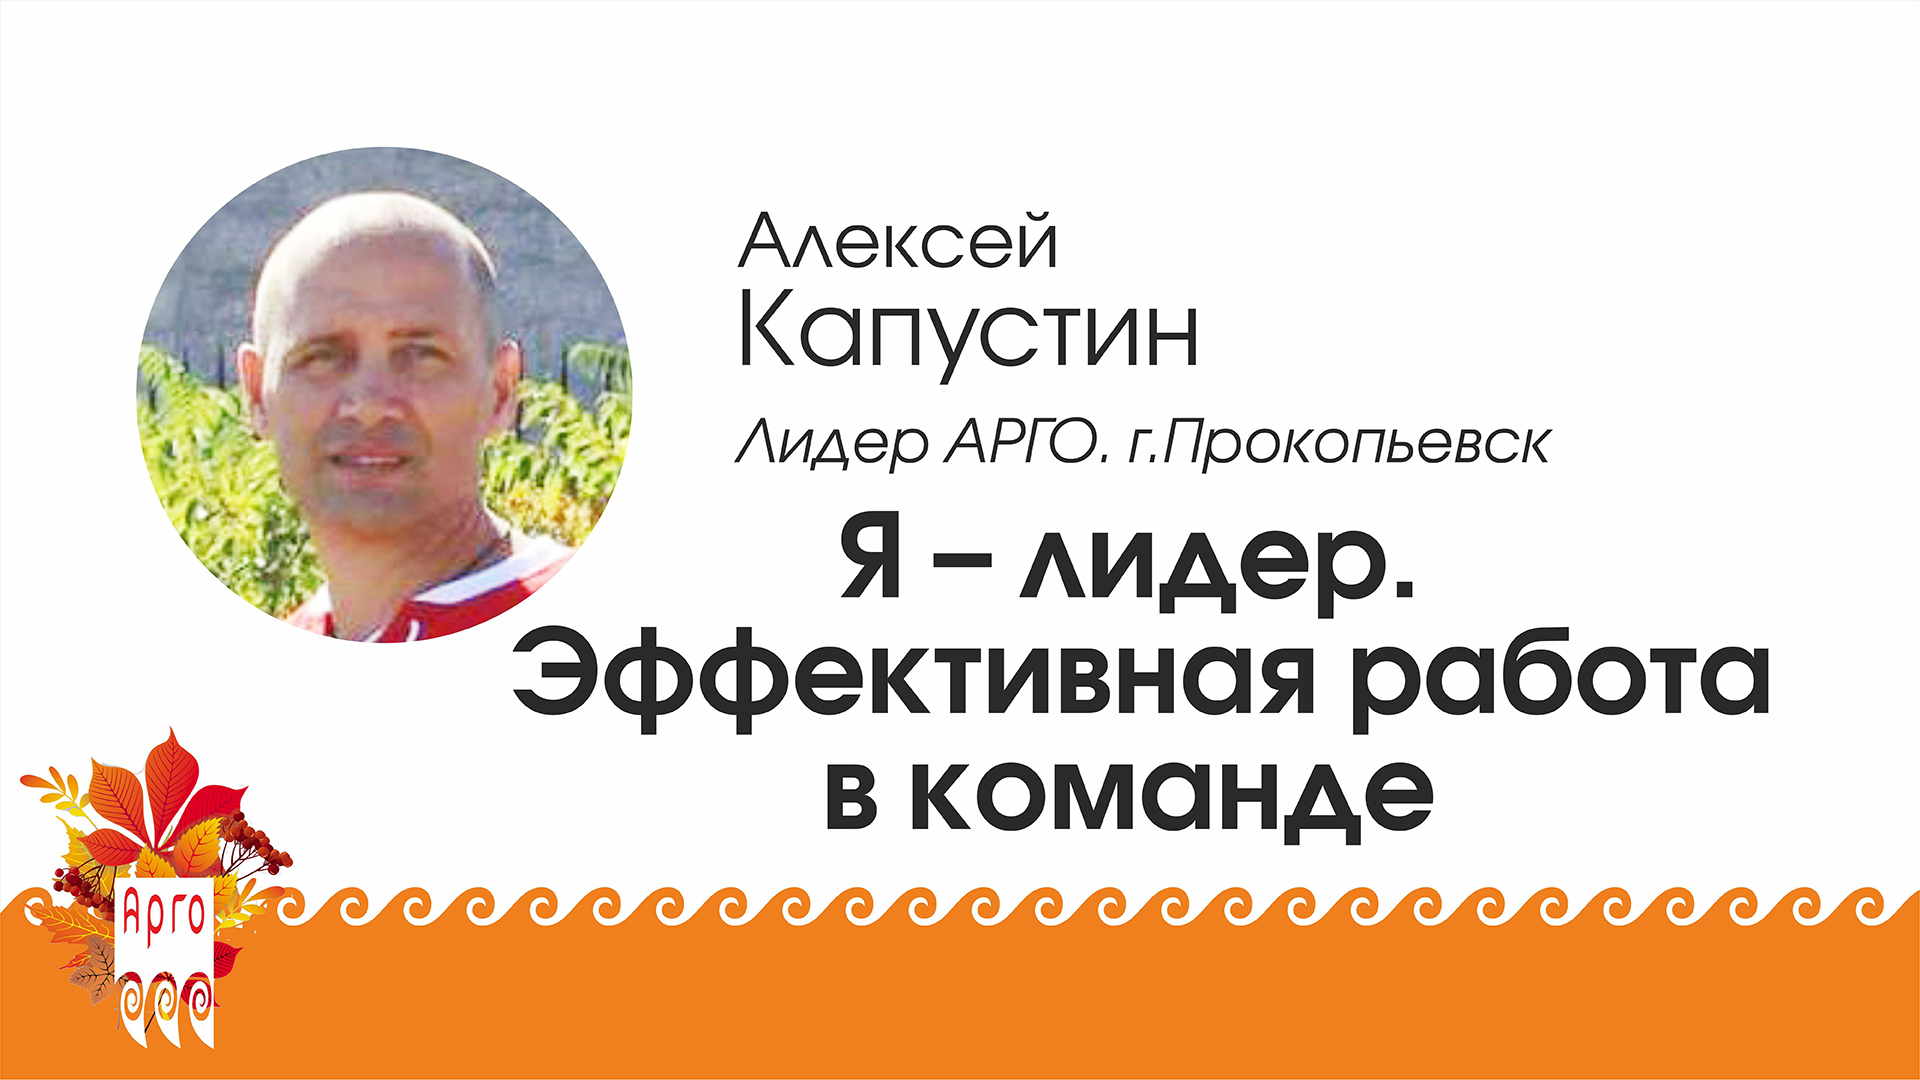 Алексей
Капустин
Лидер АРГО. г.Прокопьевск
Я – лидер.
Эффективная работа
в команде
Арго